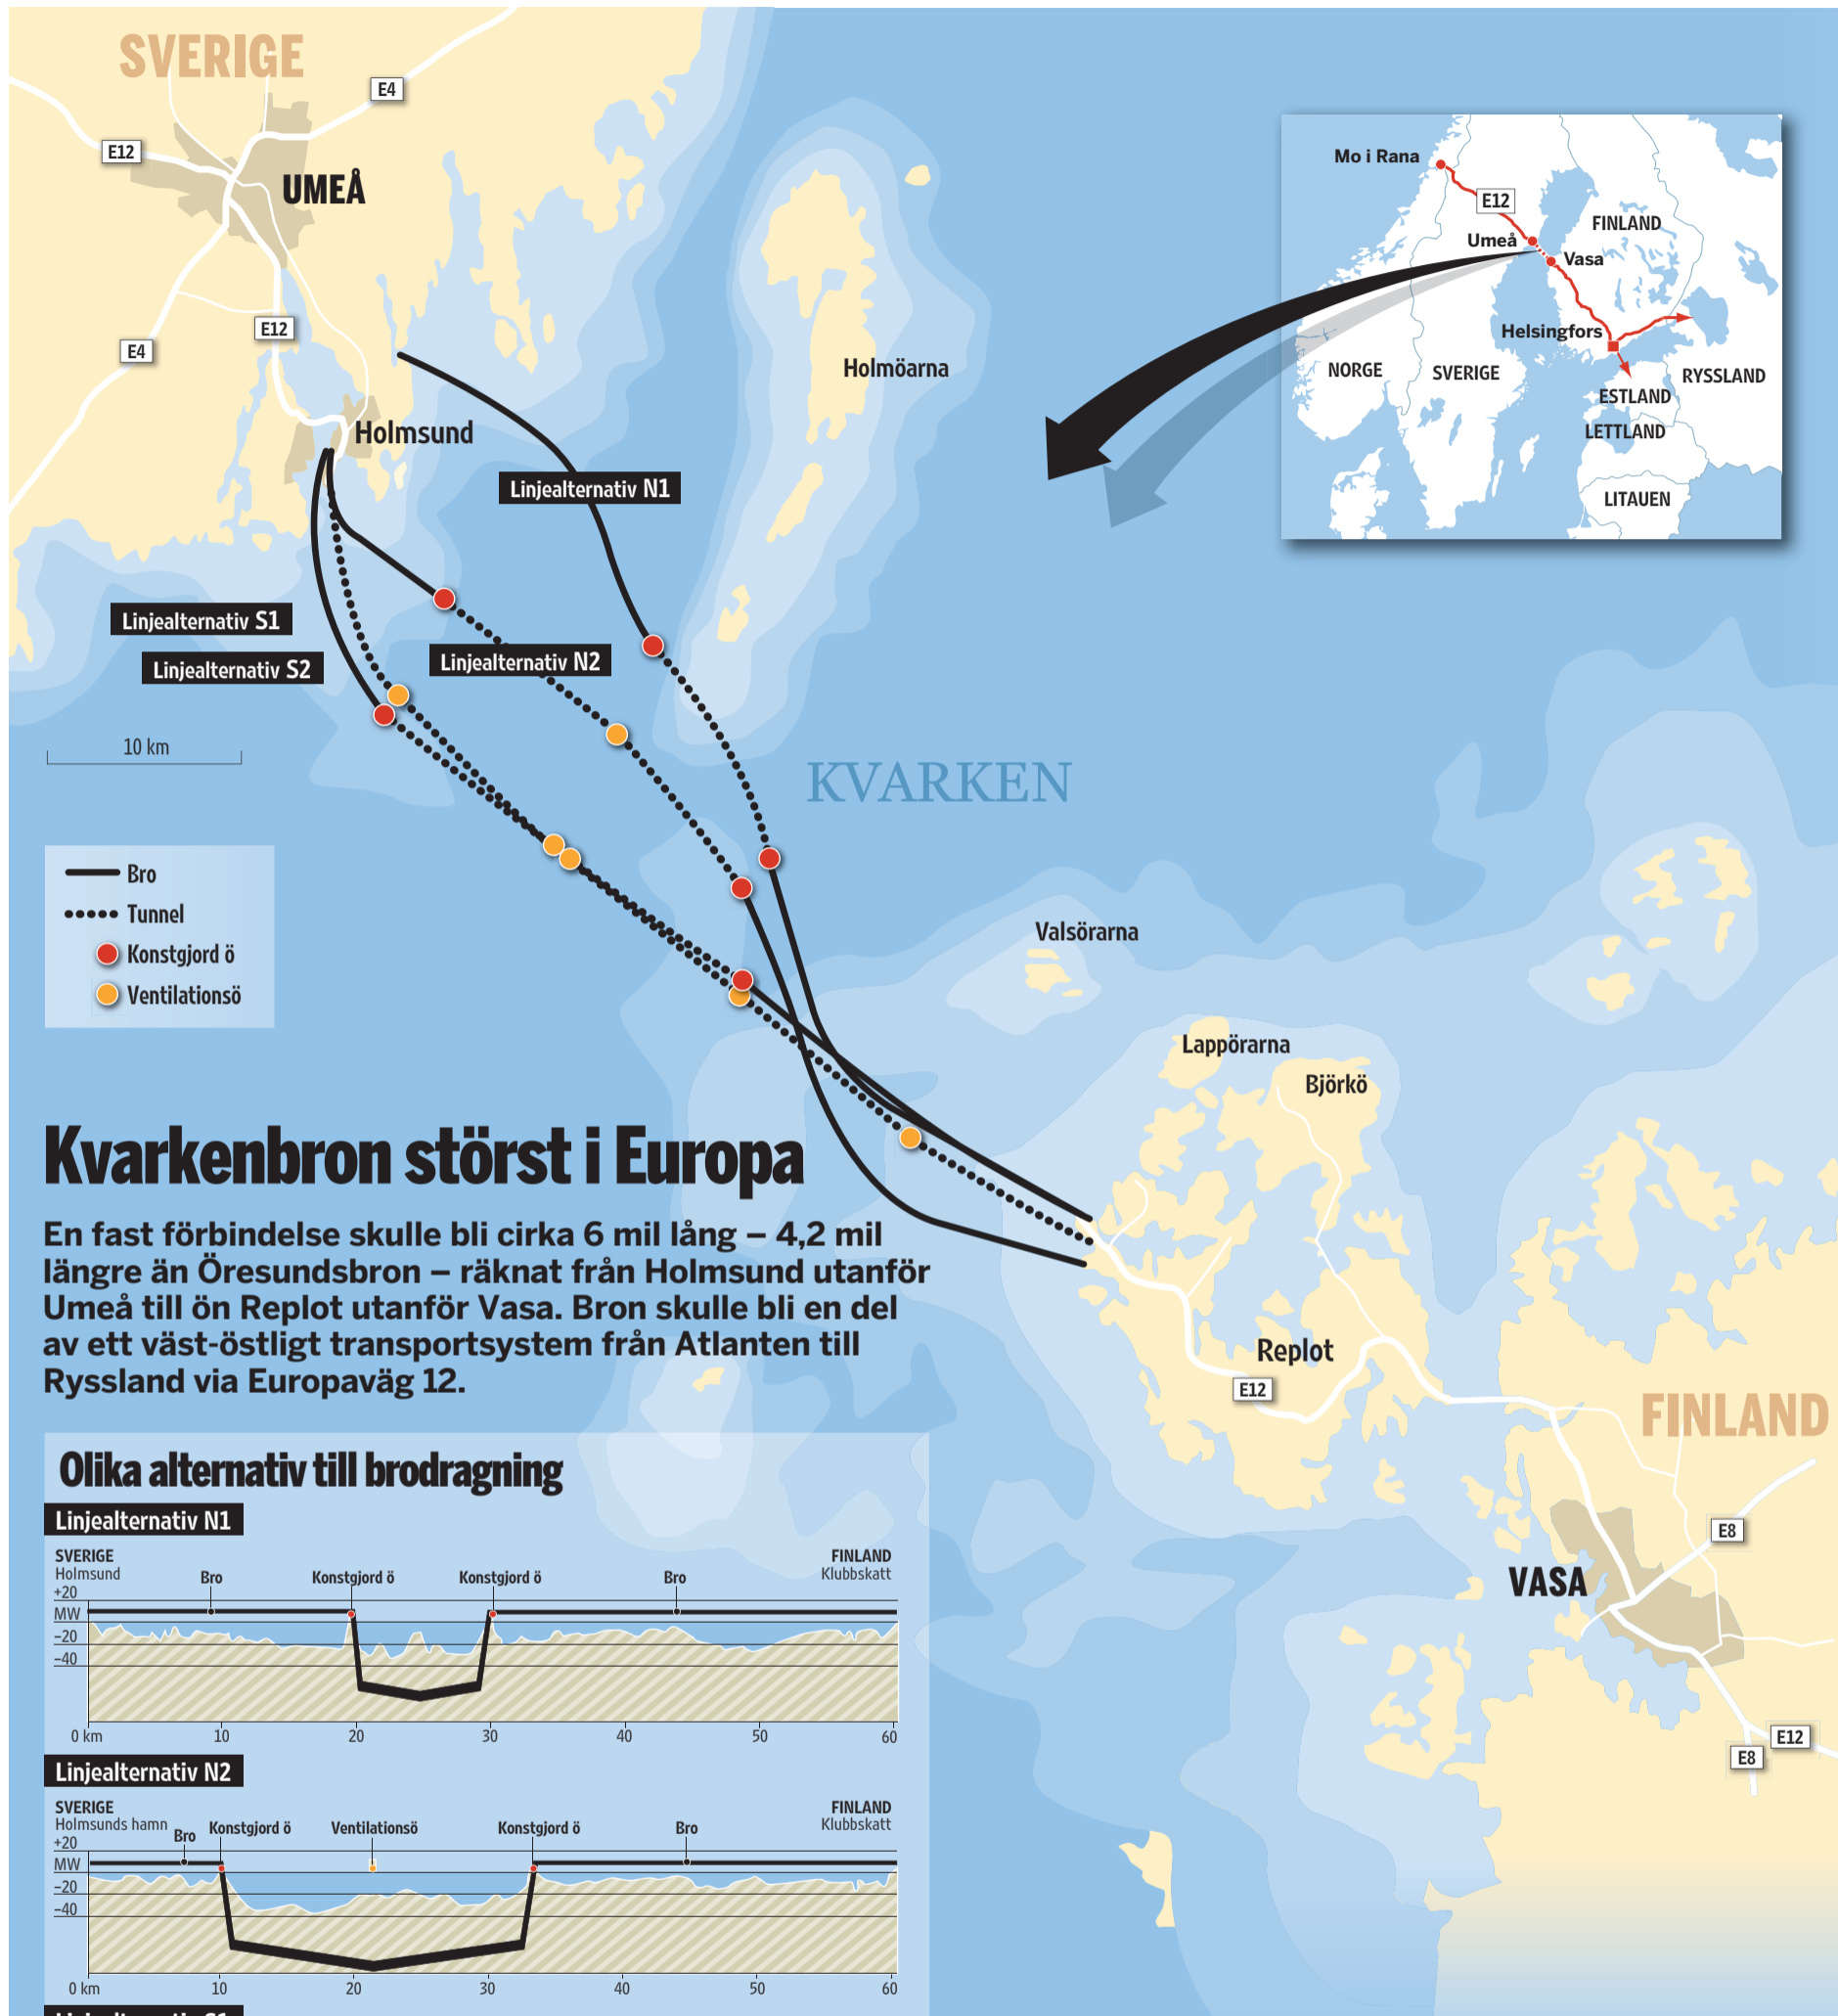 SVERIGE
E4
E12
UMEÅ
E12
E4
Holmsund
Holmöarna
Linjealternativ N1
Linjealternativ S1
Linjealternativ S2
Linjealternativ N2
10 km
KVARKEN
Mo i Rana
E12
FINLAND
Umeå
Vasa
Helsingfors
NORGE
SVERIGE
RYSSLAND
ESTLAND
LETTLAND
LITAUEN
Bro
Tunnel
Konstgjord ö
Ventilationsö
Valsörarna
Lappörarna
Björkö
Replot
E12
FINLAND
E8
VASA
E12
E8
Kvarkenbron störst i Europa
En fast förbindelse skulle bli cirka 6 mil lång – 4,2 mil
längre än Öresundsbron – räknat från Holmsund utanför
Umeå till ön Replot utanför Vasa. Bron skulle bli en del
av ett väst-östligt transportsystem från Atlanten till
Ryssland via Europaväg 12.
Olika alternativ till brodragning
Linjealternativ N1
SVERIGE
FINLAND
Holmsund
Klubbskatt
Bro
Konstgjord ö
Konstgjord ö
Bro
+20
MW
–20
–40
0 km 10 20 30 40 50 60
Linjealternativ N2
SVERIGE
FINLAND
Holmsunds hamn
Klubbskatt
Bro
Konstgjord ö
Ventilationsö
Konstgjord ö
Bro
+20
MW
–20
–40
0 km 10 20 30 40 50 60